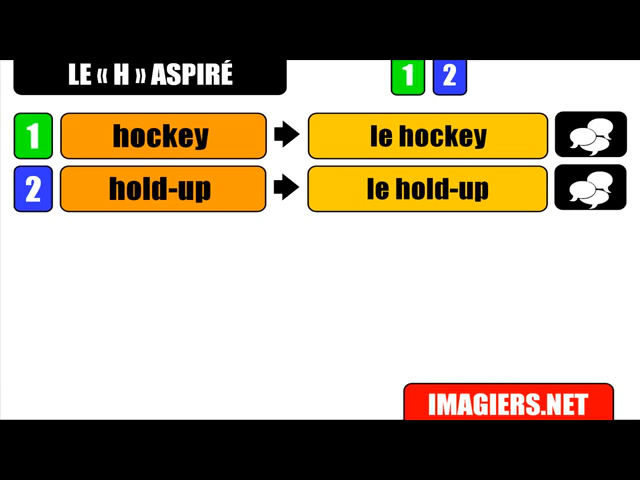 LE « H » ASPIRÉ
1 2
1 hockey le hockey
2 hold-up le hold-up
IMAGIERS.NET